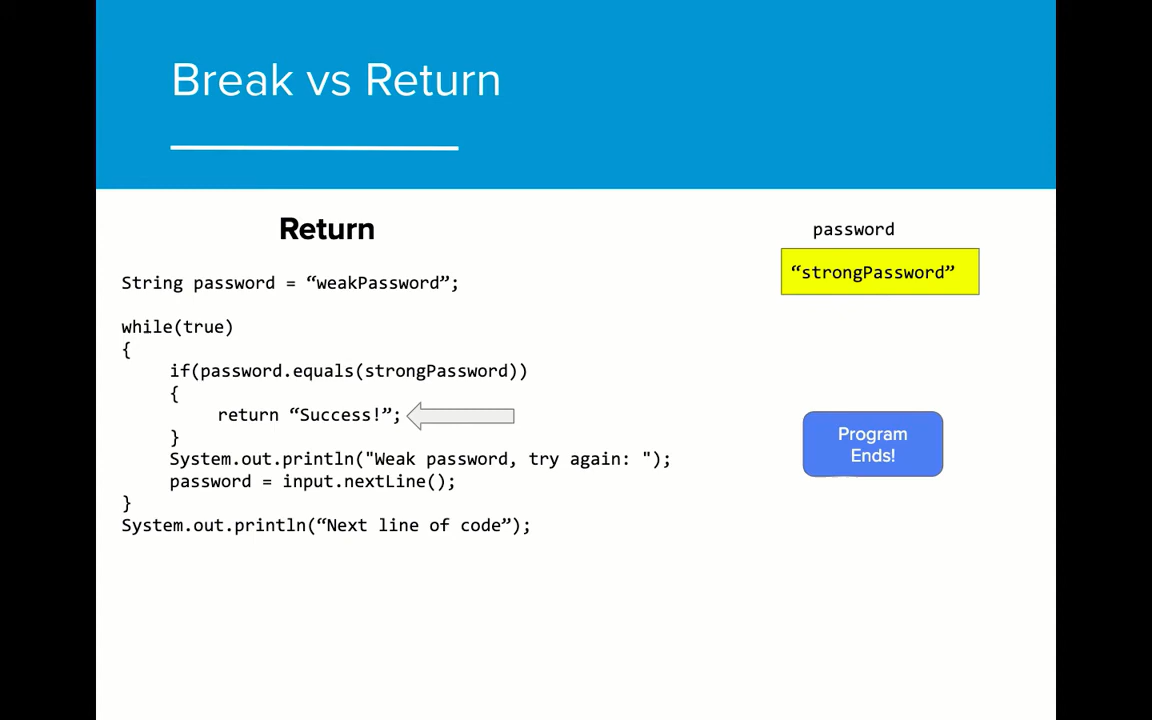 Break vs Return
Return
password
“strongPassword”
String password = “weakPassword”;
while(true)
{
if(password.equals(strongPassword))
{
return “Success!”;
}
System.out.println("Weak password, try again: ");
password = input.nextLine();
}
System.out.println(“Next line of code”);
Program
Ends!